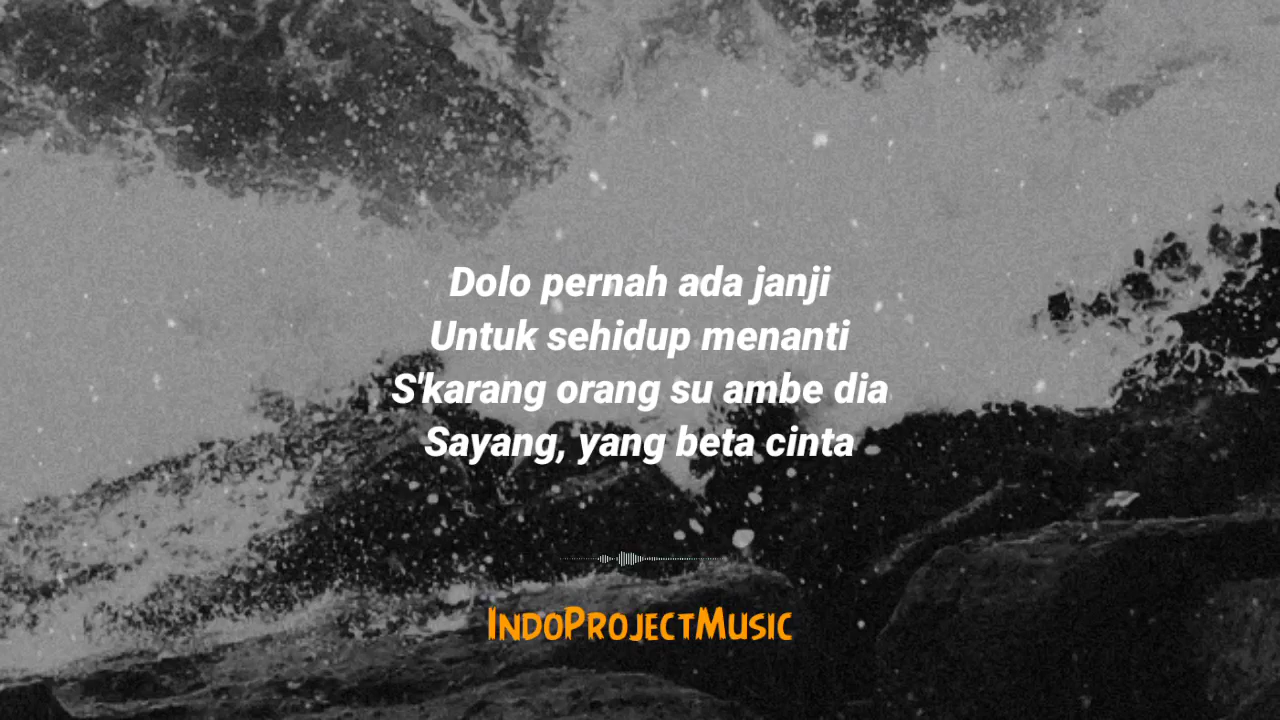 Dolo pernah ada janji
Untuk sehidup menanti
S'karang orang su ambe dia
Sayang, yang beta cinta
IndoProjectMusic